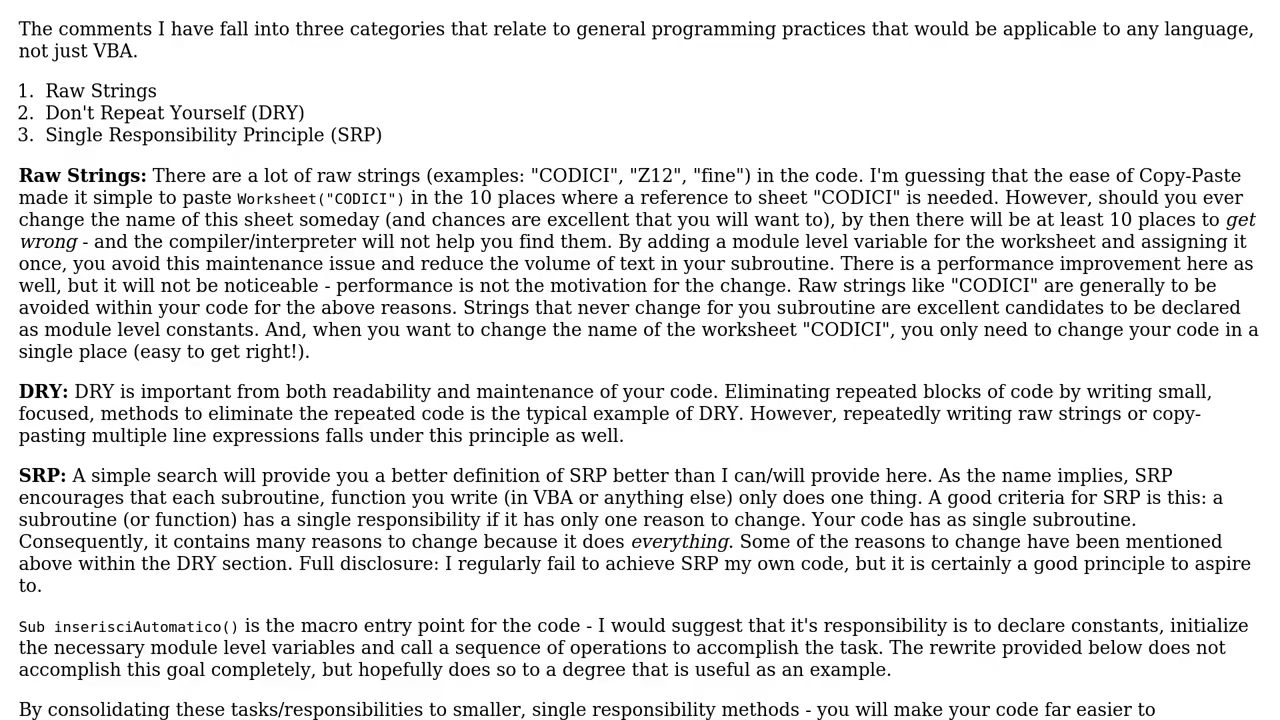 The comments I have fall into three categories that relate to general programming practices that would be applicable to any language,
not just VBA.
1. Raw Strings
2. Don't Repeat Yourself (DRY)
3. Single Responsibility Principle (SRP)
Raw Strings: There are a lot of raw strings (examples: "CODICI", "Z12", "fine") in the code. I'm guessing that the ease of Copy-Paste
made it simple to paste Worksheet("CODICI") in the 10 places where a reference to sheet "CODICI" is needed. However, should you ever
change the name of this sheet someday (and chances are excellent that you will want to), by then there will be at least 10 places to get
wrong - and the compiler/interpreter will not help you find them. By adding a module level variable for the worksheet and assigning it
once, you avoid this maintenance issue and reduce the volume of text in your subroutine. There is a performance improvement here as
well, but it will not be noticeable - performance is not the motivation for the change. Raw strings like "CODICI" are generally to be
avoided within your code for the above reasons. Strings that never change for you subroutine are excellent candidates to be declared
as module level constants. And, when you want to change the name of the worksheet "CODICI", you only need to change your code in a
single place (easy to get right!).
DRY: DRY is important from both readability and maintenance of your code. Eliminating repeated blocks of code by writing small,
focused, methods to eliminate the repeated code is the typical example of DRY. However, repeatedly writing raw strings or copy-
pasting multiple line expressions falls under this principle as well.
SRP: A simple search will provide you a better definition of SRP better than I can/will provide here. As the name implies, SRP
encourages that each subroutine, function you write (in VBA or anything else) only does one thing. A good criteria for SRP is this: a
subroutine (or function) has a single responsibility if it has only one reason to change. Your code has as single subroutine.
Consequently, it contains many reasons to change because it does everything. Some of the reasons to change have been mentioned
above within the DRY section. Full disclosure: I regularly fail to achieve SRP my own code, but it is certainly a good principle to aspire
to.
Sub inserisciAutomatico() is the macro entry point for the code - I would suggest that it's responsibility is to declare constants, initialize
the necessary module level variables and call a sequence of operations to accomplish the task. The rewrite provided below does not
accomplish this goal completely, but hopefully does so to a degree that is useful as an example.
By consolidating these tasks/responsibilities to smaller, single responsibility methods - you will make your code far easier to